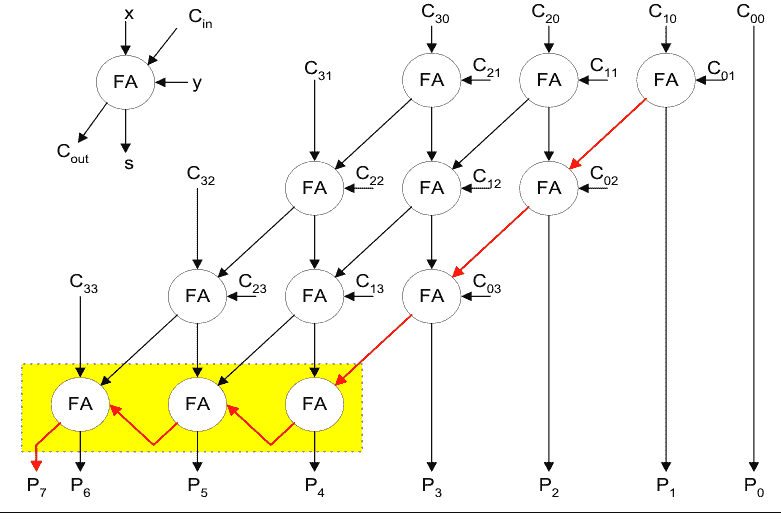 x C_in C_30 C_20 C_10 C_00
FA y C_31 FA C_21 FA C_11 FA C_01
C_out s
C_32 FA C_22 FA C_12 FA C_02
C_33 FA C_23 FA C_13 FA C_03
FA FA FA
P_7 P_6 P_5 P_4 P_3 P_2 P_1 P_0